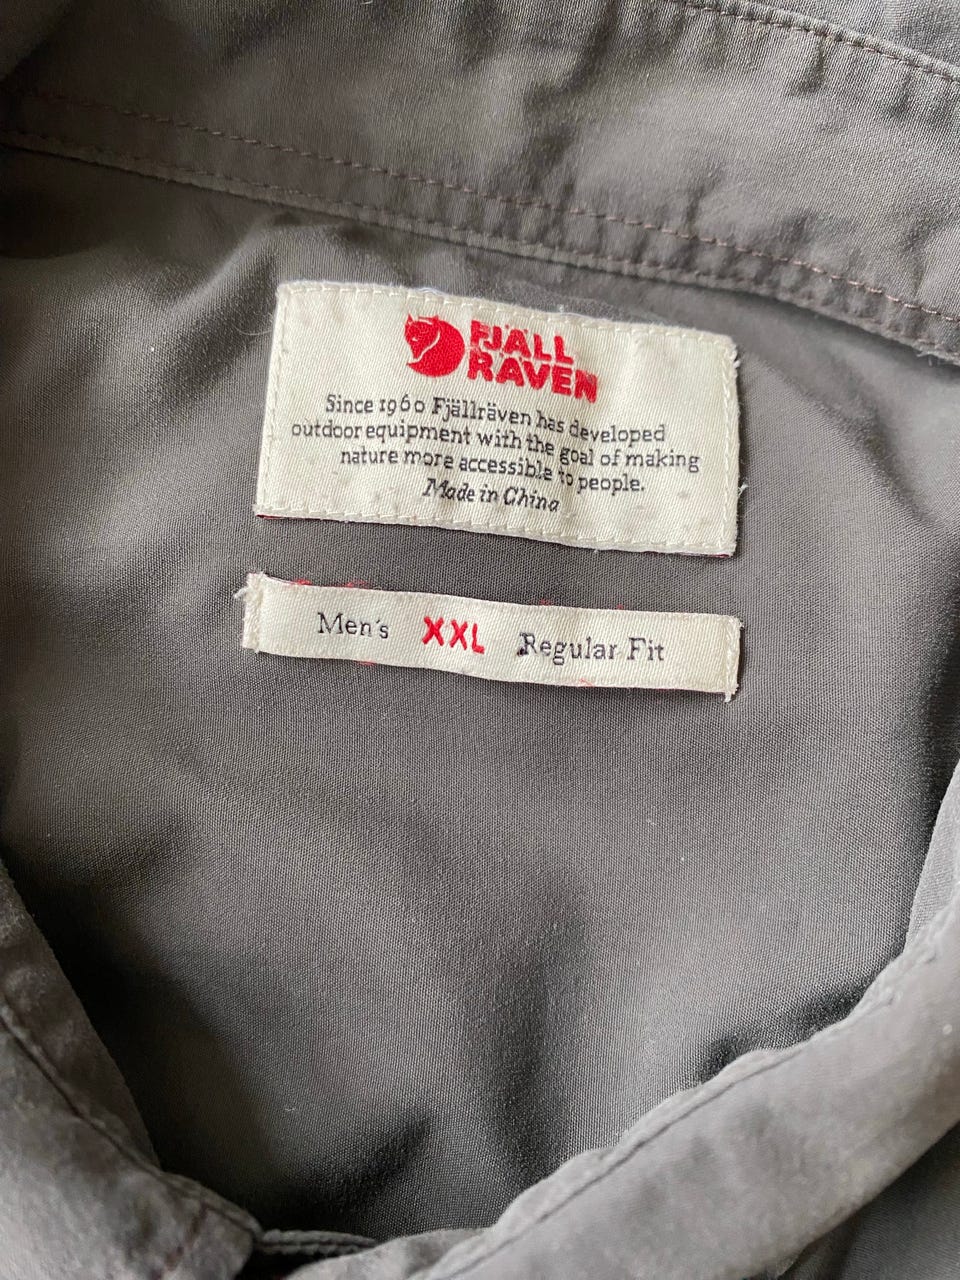 FJÄLL
RÄVEN
Since 1960 Fjällräven has developed
outdoor equipment with the goal of making
nature more accessible to people.
Made in China
Men's XXL Regular Fit